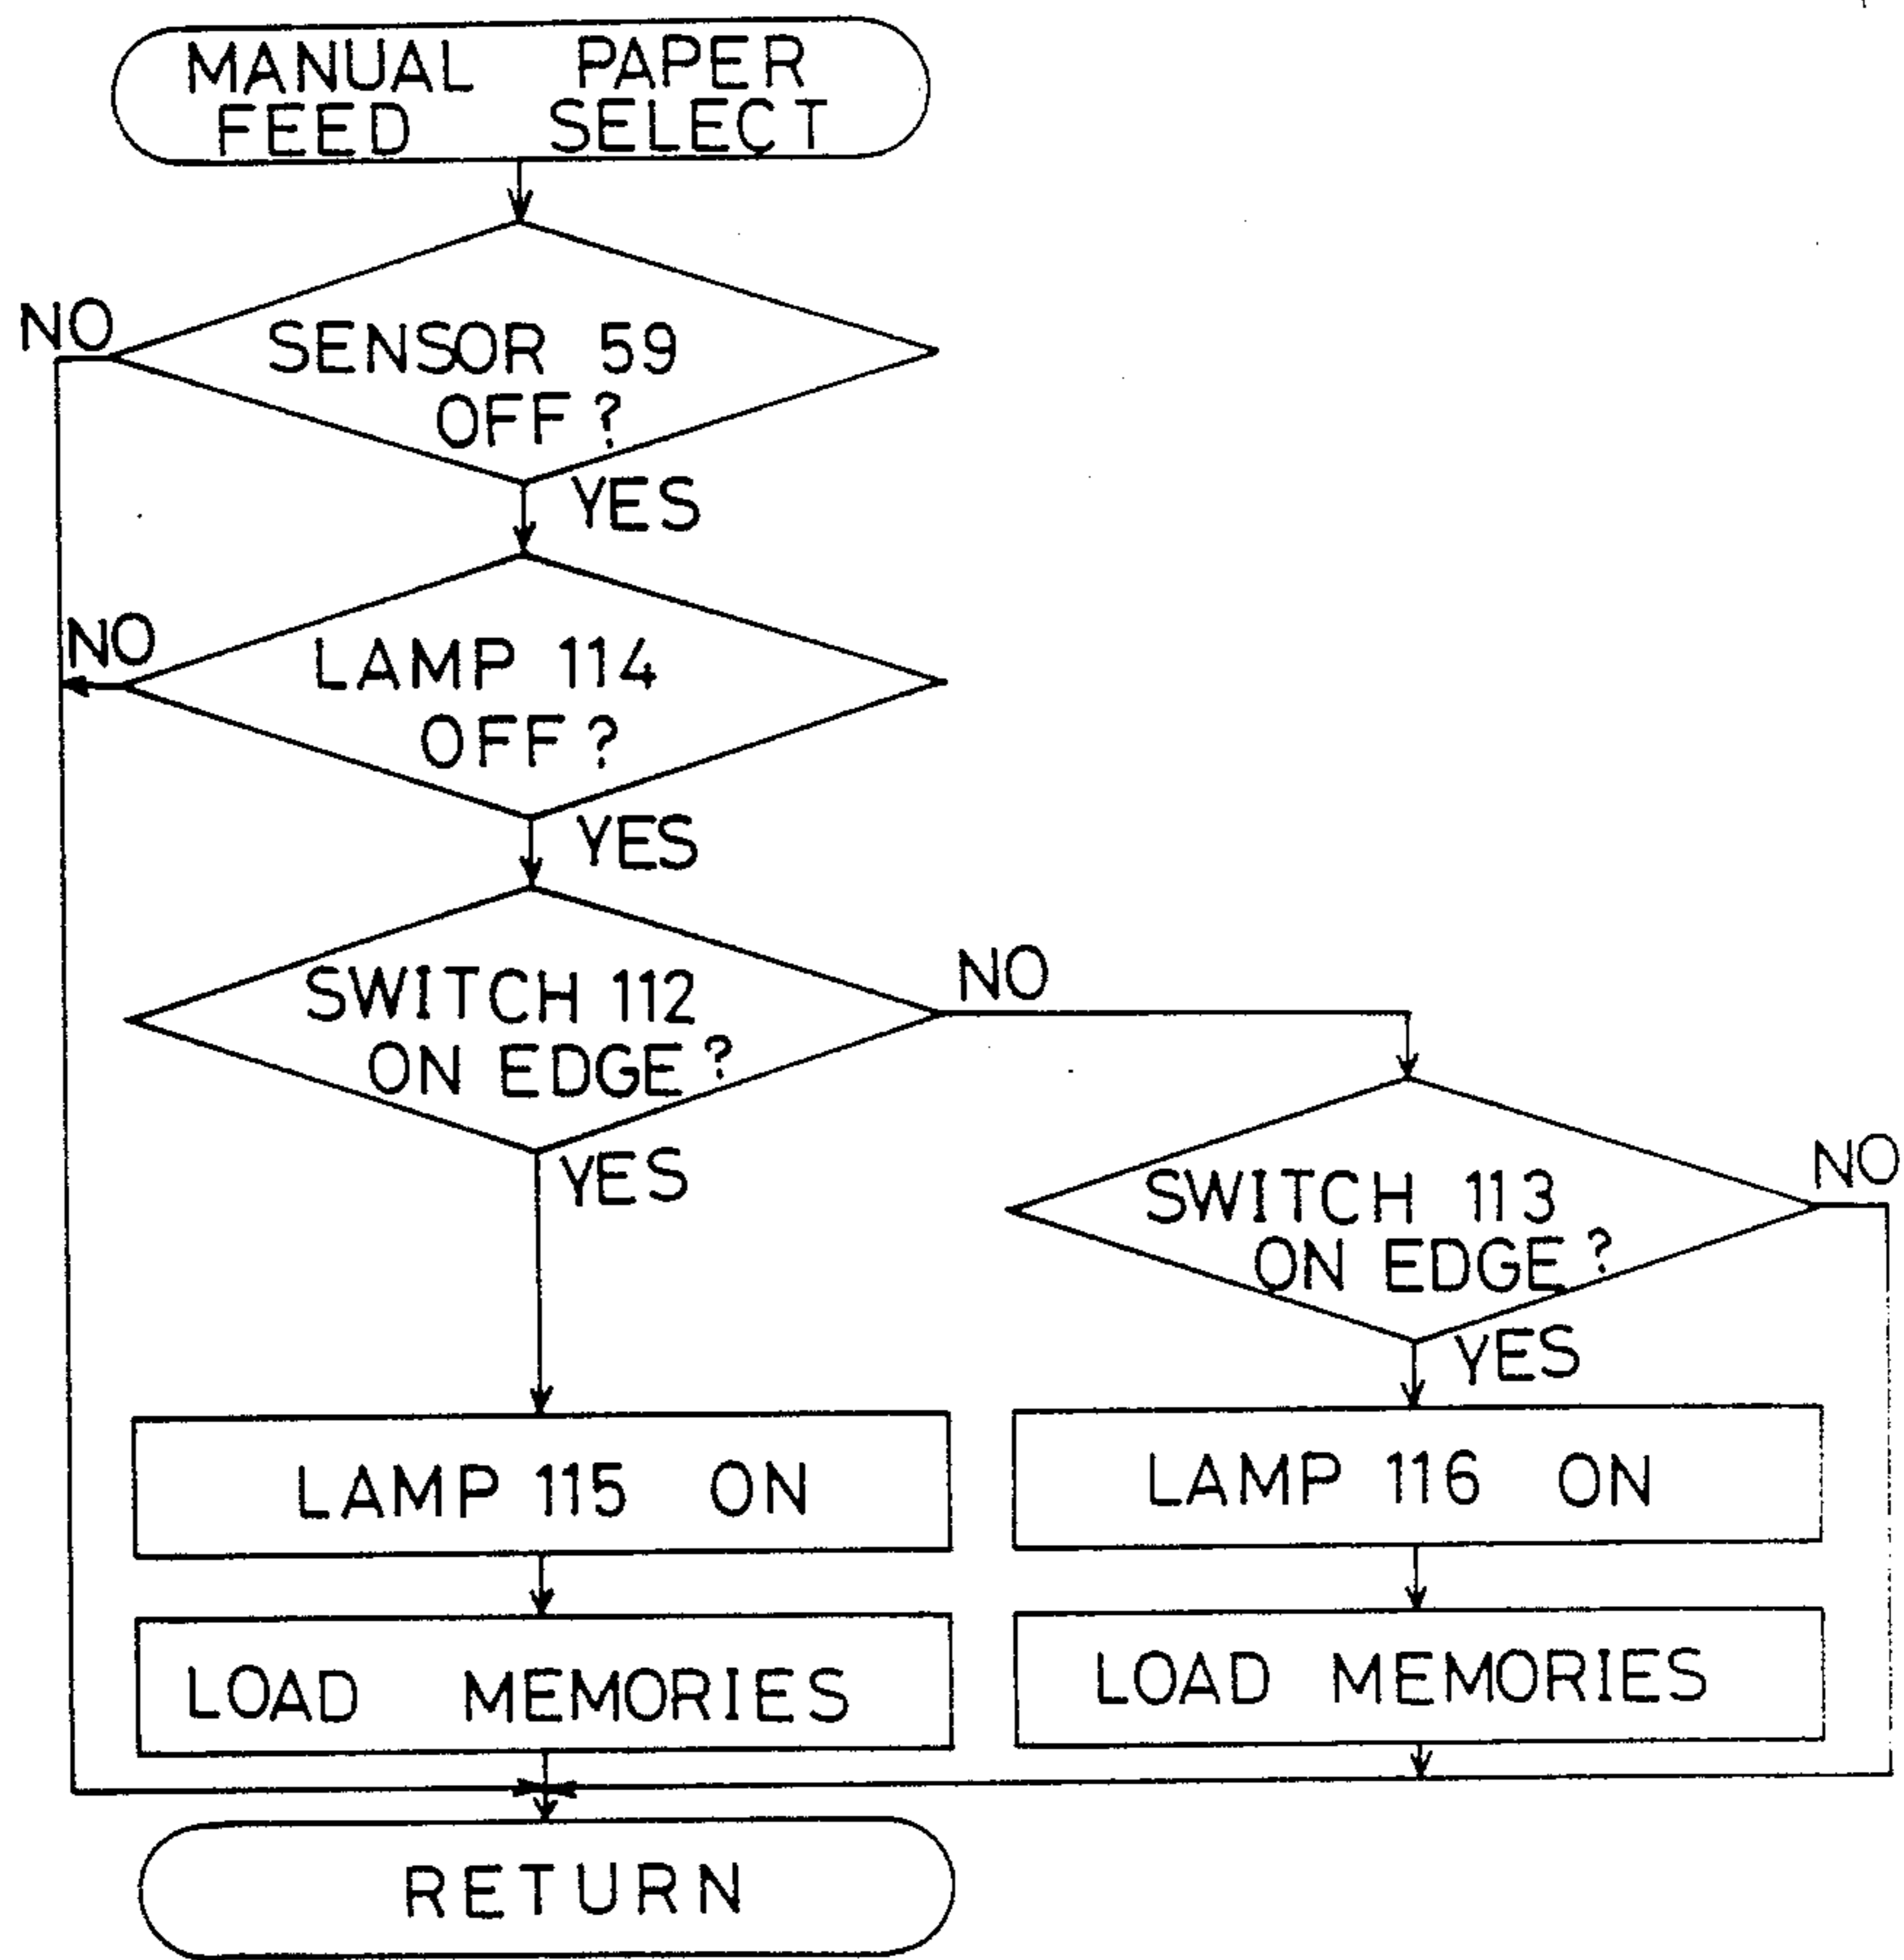 MANUAL PAPER
FEED SELECT
NO
SENSOR 59
OFF?
YES
NO
LAMP 114
OFF?
YES
SWITCH 112
ON EDGE?
NO
YES
SWITCH 113
ON EDGE?
NO
YES
LAMP 115 ON
LAMP 116 ON
LOAD MEMORIES
LOAD MEMORIES
RETURN